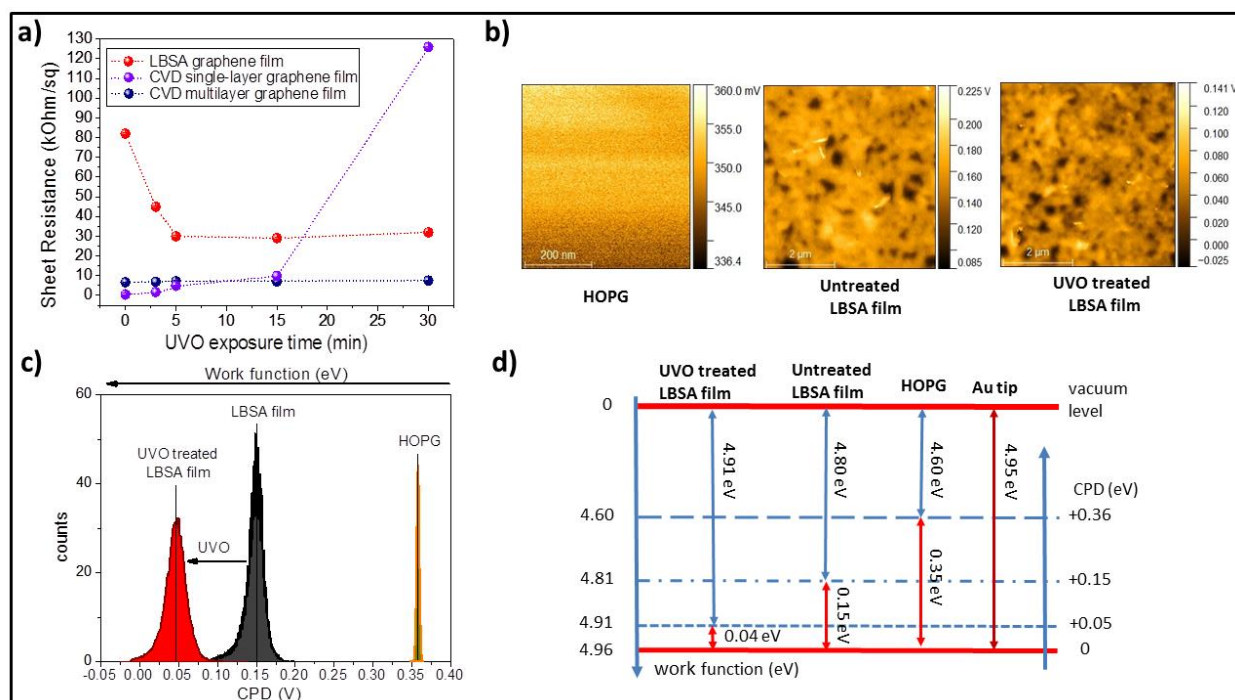 a)
130
120
110
100
90
80
70
60
50
40
30
20
10
0
Sheet Resistance (kOhm/sq)
LBSA graphene film
CVD single-layer graphene film
CVD multilayer graphene film
0 5 10 15 20 25 30
UVO exposure time (min)
b)
360.0 mV
355.0
350.0
345.0
336.4
200 nm
HOPG
0.225 V
0.200
0.180
0.160
0.140
0.120
0.100
0.085
2 µm
Untreated
LBSA film
0.141 V
0.120
0.100
0.080
0.060
0.040
0.020
0.000
-0.025
2 µm
UVO treated
LBSA film
c)
Work function (eV)
60
40
20
0
counts
LBSA film
HOPG
UVO treated
LBSA film
UVO
-0.05 0.00 0.05 0.10 0.15 0.20 0.25 0.30 0.35 0.40
CPD (V)
d)
UVO treated
LBSA film
Untreated
LBSA film
HOPG
Au tip
vacuum
level
0
4.91 eV
4.80 eV
4.60 eV
4.95 eV
CPD (eV)
4.60
+0.36
0.35 eV
4.81
+0.15
0.15 eV
4.91
+0.05
0.04 eV
4.96
0
work function (eV)